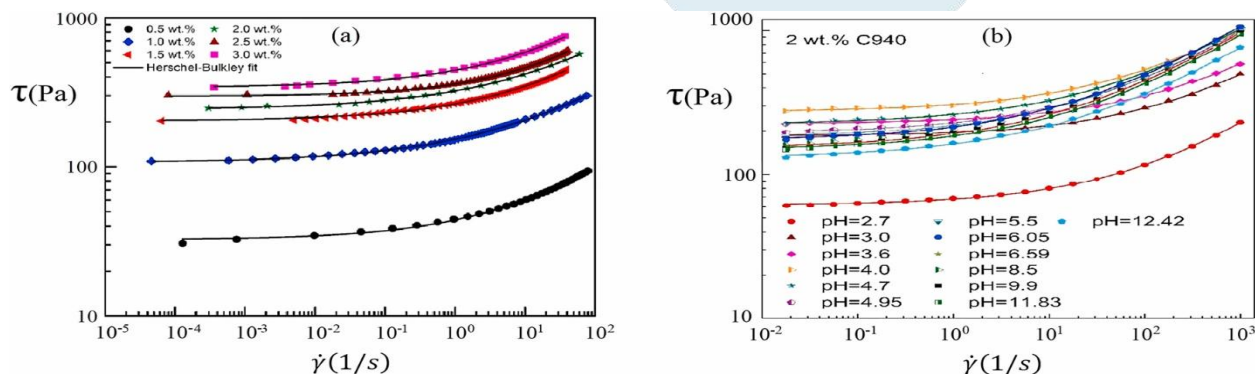 (a)
0.5 wt.% 2.0 wt.%
1.0 wt.% 2.5 wt.%
1.5 wt.% 3.0 wt.%
Herschel-Bulkley fit
τ(Pa)
1000
100
10
10-5 10-4 10-3 10-2 10-1 100 101 102
γ̇ (1/s)
(b)
2 wt.% C940
τ(Pa)
1000
100
10
pH=2.7 pH=5.5 pH=12.42
pH=3.0 pH=6.05
pH=3.6 pH=6.59
pH=4.0 pH=8.5
pH=4.7 pH=9.9
pH=4.95 pH=11.83
10-2 10-1 100 101 102 103
γ̇ (1/s)